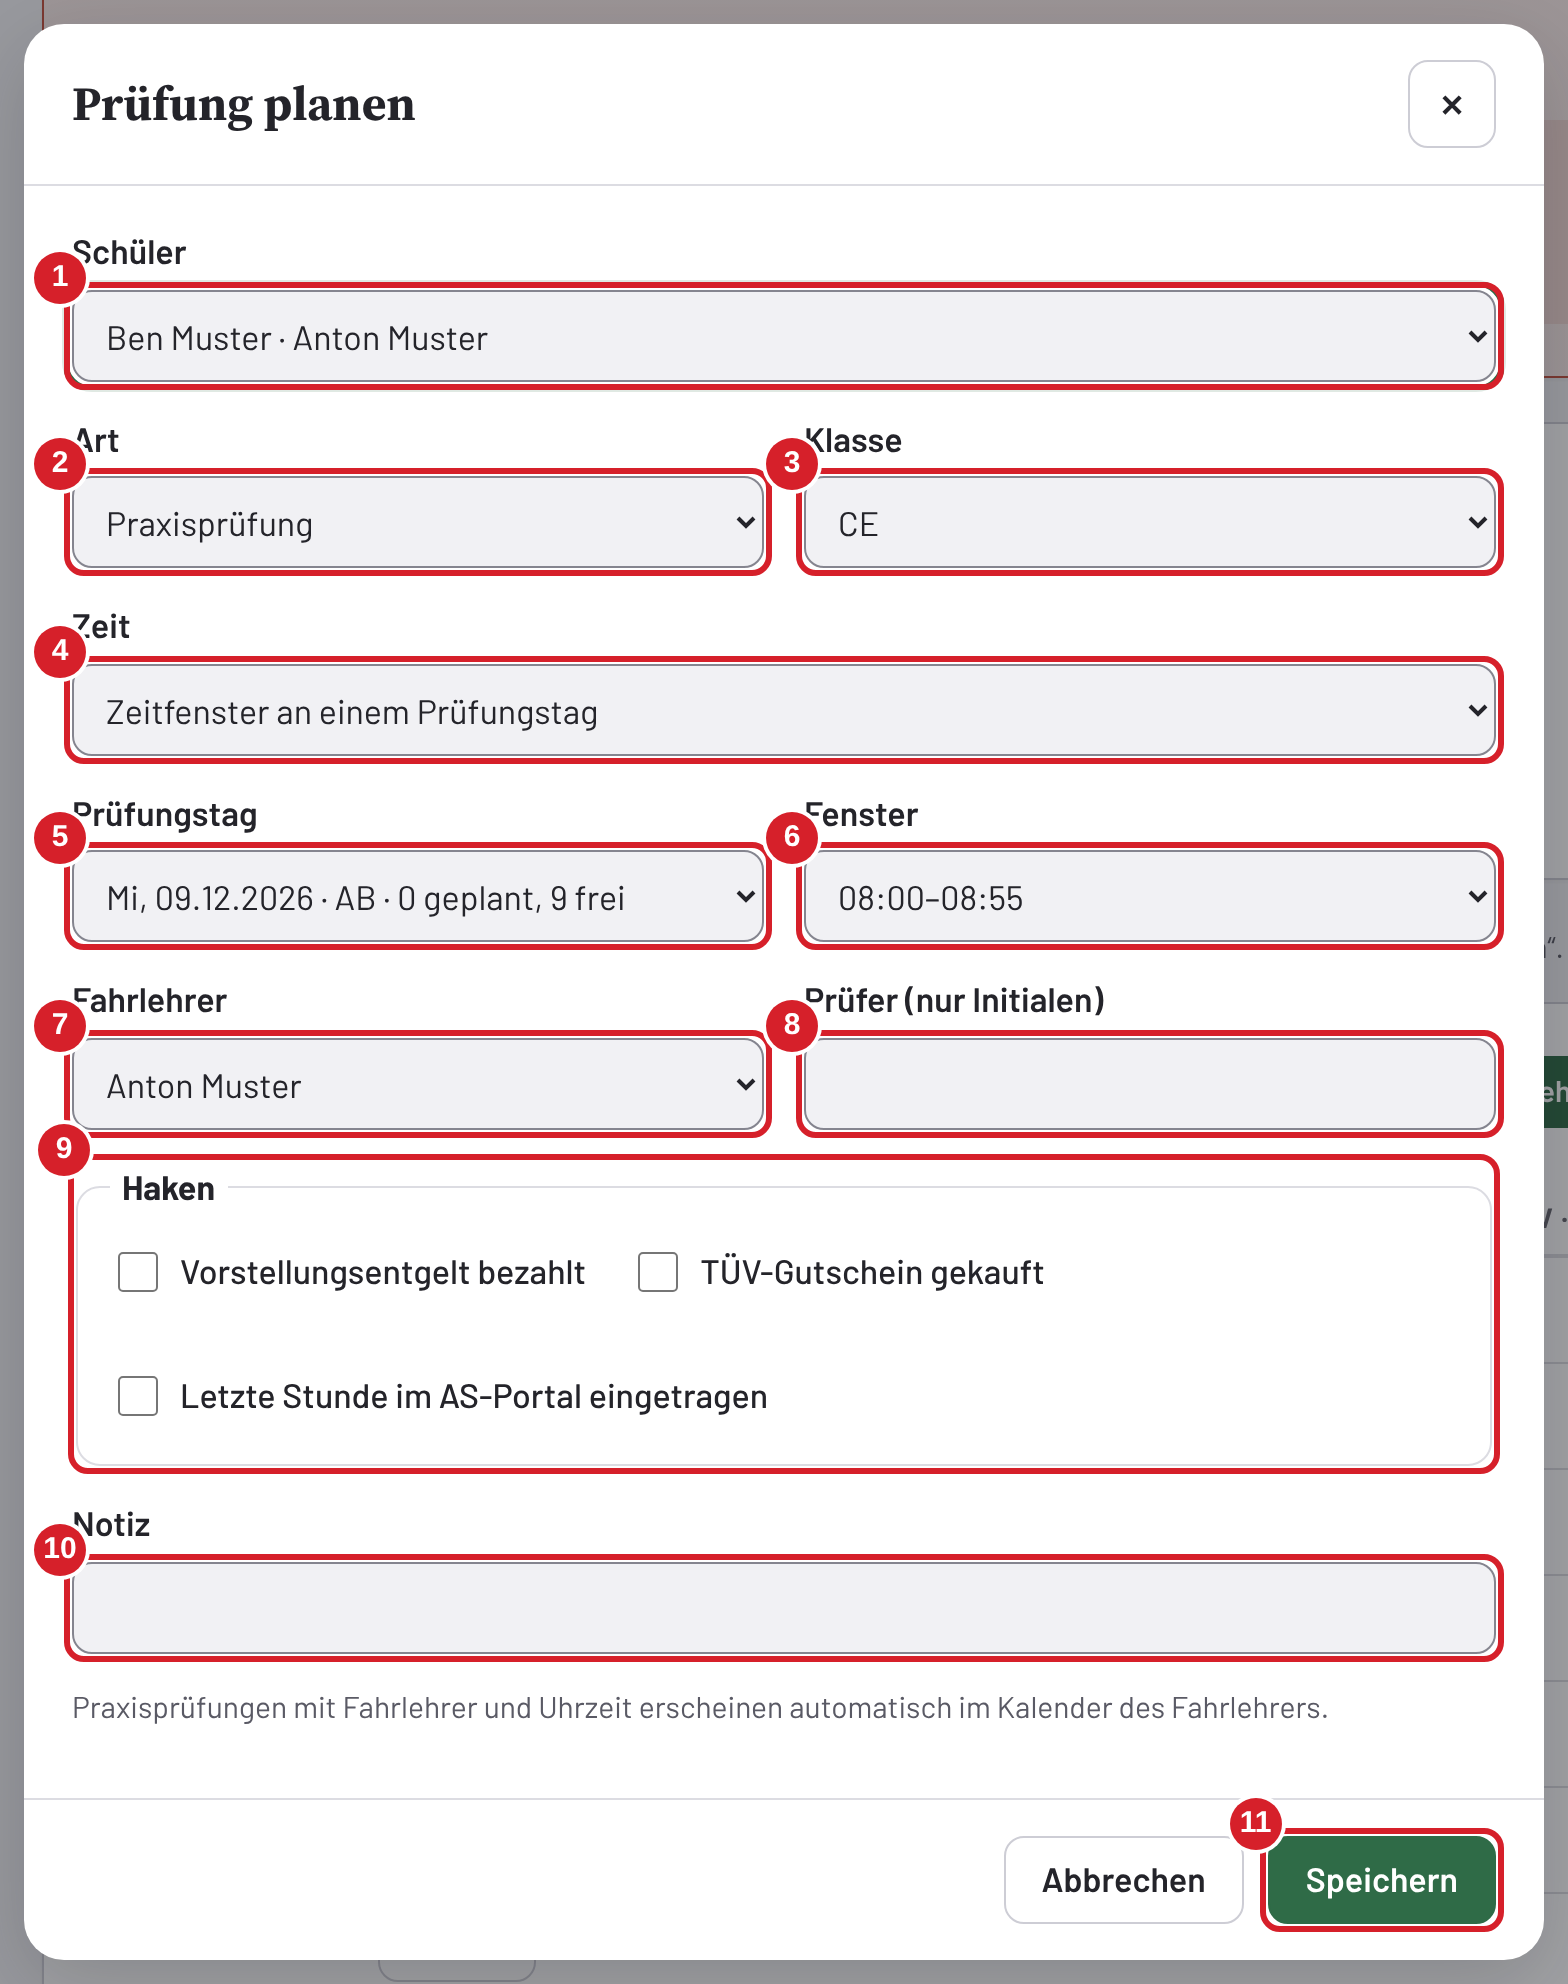 Prüfung planen
×
Schüler
1
Ben Muster · Anton Muster
Art
Klasse
2
3
Praxisprüfung
CE
Zeit
4
Zeitfenster an einem Prüfungstag
Prüfungstag
Fenster
5
6
Mi, 09.12.2026 · AB · 0 geplant, 9 frei
08:00–08:55
Fahrlehrer
Prüfer (nur Initialen)
7
8
Anton Muster
9
Haken
Vorstellungsentgelt bezahlt
TÜV-Gutschein gekauft
Letzte Stunde im AS-Portal eingetragen
Notiz
10
Praxisprüfungen mit Fahrlehrer und Uhrzeit erscheinen automatisch im Kalender des Fahrlehrers.
11
Abbrechen
Speichern